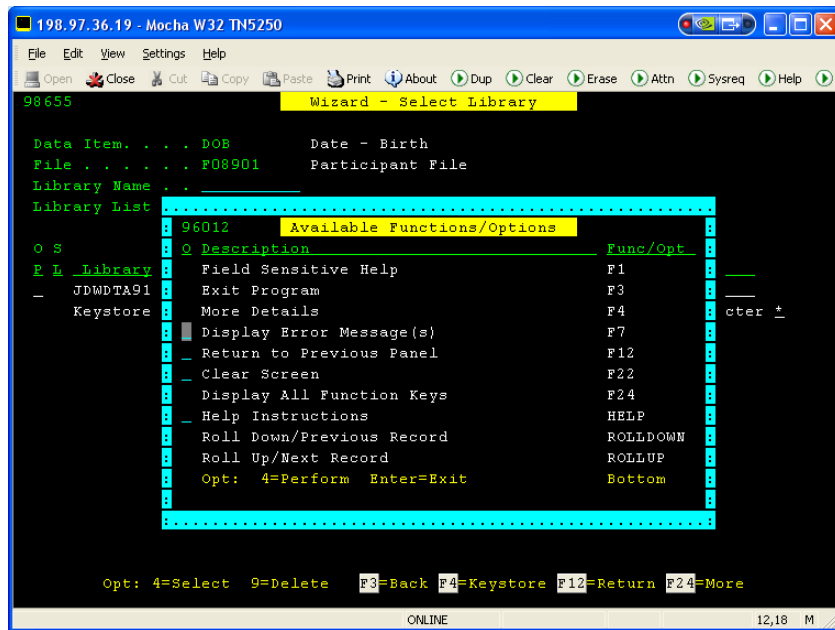 198.97.36.19 - Mocha W32 TN5250
File Edit View Settings Help
Open Close Cut Copy Paste Print About Dup Clear Erase Attn Sysreq Help
98655 Wizard - Select Library
Data Item. . . . DOB Date - Birth
File . . . . . . F08901 Participant File
Library Name . .
Library List
96012 Available Functions/Options
O S
O Description Func/Opt
P L Library
Field Sensitive Help F1
JDWDTA91
Exit Program F3
Keystore
More Details F4
cter *
Display Error Message(s) F7
Return to Previous Panel F12
Clear Screen F22
Display All Function Keys F24
Help Instructions HELP
Roll Down/Previous Record ROLLDOWN
Roll Up/Next Record ROLLUP
Opt: 4=Perform Enter=Exit Bottom
Opt: 4=Select 9=Delete F3=Back F4=Keystore F12=Return F24=More
ONLINE 12,18 M